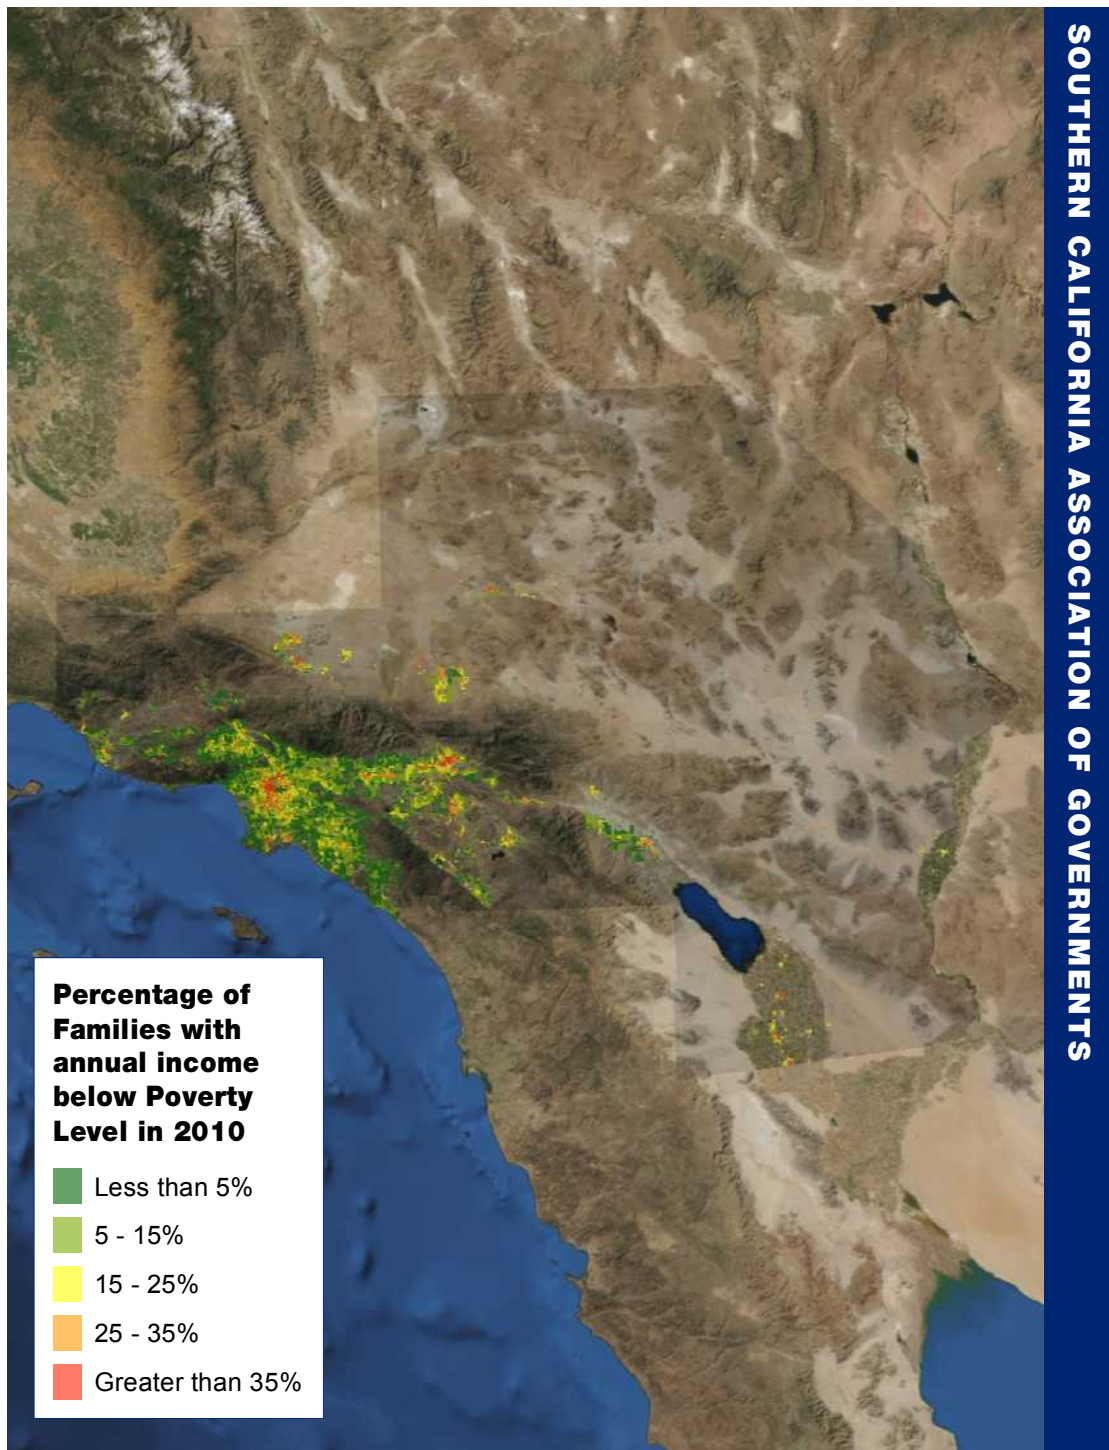 SOUTHERN CALIFORNIA ASSOCIATION OF GOVERNMENTS
Percentage of
Families with
annual income
below Poverty
Level in 2010
Less than 5%
5 - 15%
15 - 25%
25 - 35%
Greater than 35%